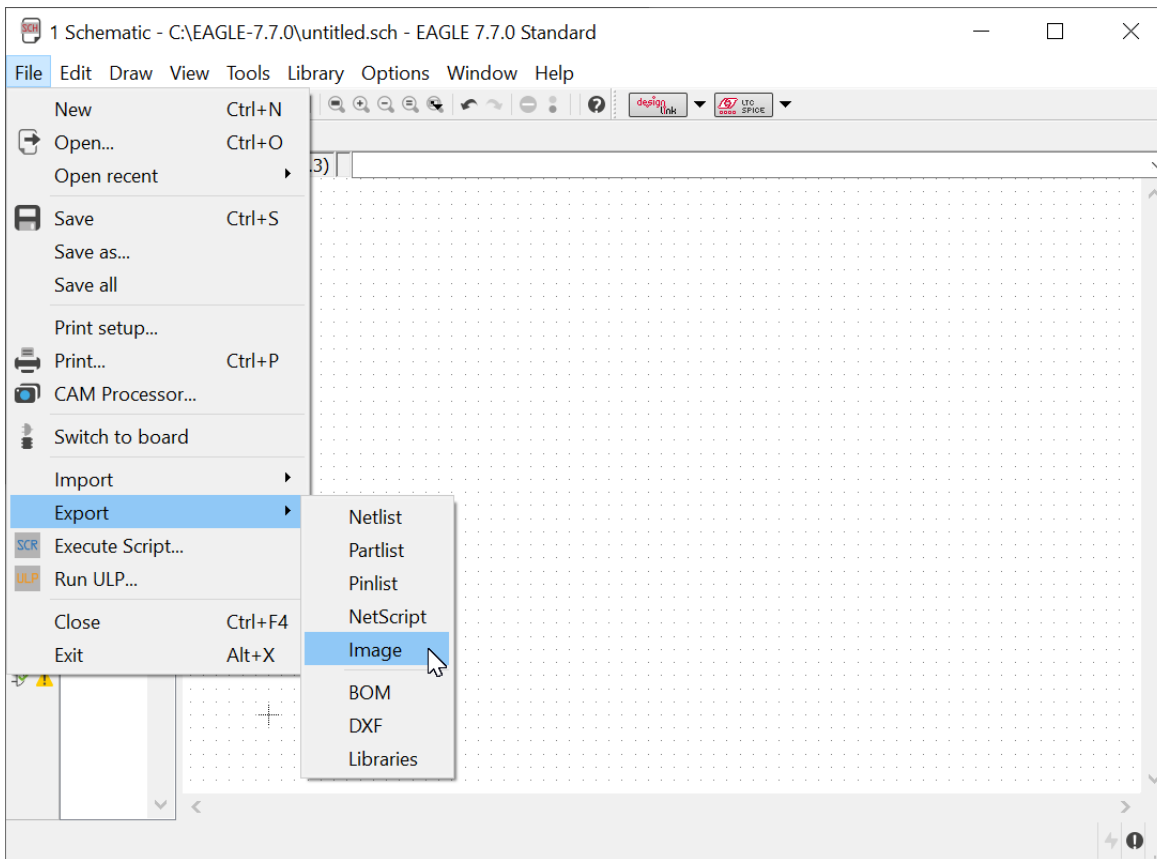 1 Schematic - C:\EAGLE-7.7.0\untitled.sch - EAGLE 7.7.0 Standard
File Edit Draw View Tools Library Options Window Help
design link LTC SPICE
.3)
New Ctrl+N
Open... Ctrl+O
Open recent
Save Ctrl+S
Save as...
Save all
Print setup...
Print... Ctrl+P
CAM Processor...
Switch to board
Import
Export
SCR Execute Script...
ULP Run ULP...
Close Ctrl+F4
Exit Alt+X
Netlist
Partlist
Pinlist
NetScript
Image
BOM
DXF
Libraries